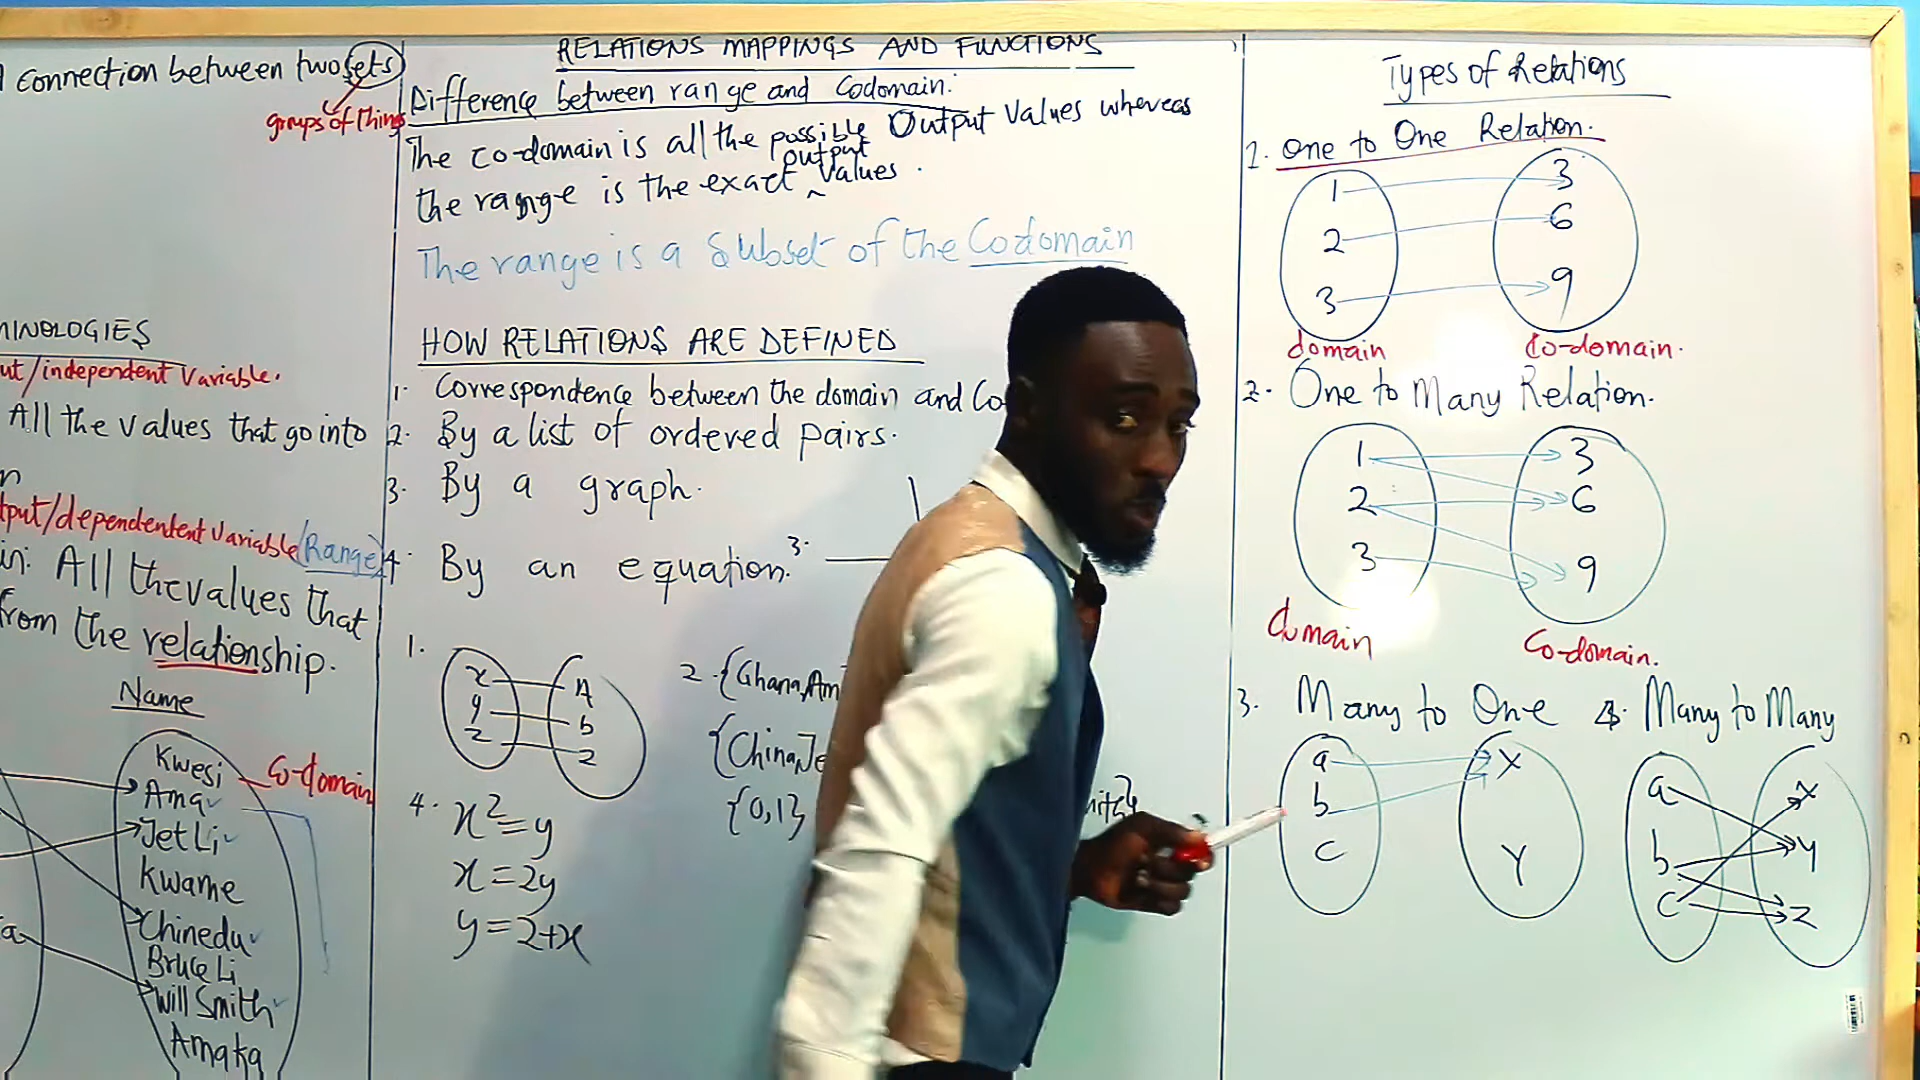 connection between two sets
groups of things
MINOLOGIES
ut/independent Variable.
All the values that go into
n
tput/dependentent Variable (Range)
in: All the values that
from the relationship.
Name
Kwesi
Co-domain
Ama
Jet Li
Kwame
Chinedu
Bruce Li
Will Smith
Amaka
a
RELATIONS MAPPINGS AND FUNCTIONS
Difference between range and Codomain:
The co-domain is all the possible Output Values whereas
the range is the exact output values.
The range is a Subset of the Codomain
HOW RELATIONS ARE DEFINED
1. Correspondence between the domain and Co
2. By a list of ordered pairs.
3. By a graph.
4. By an equation.
3.
1.
x A
y b
z 2
2. {Ghana, Am
{China, Je
{0,1}
4. x²=y
x=2y
y=2+x
Types of Relations
1. One to One Relation.
1 3
2 6
3 9
domain Co-domain.
2. One to Many Relation.
1 3
2 6
3 9
domain Co-domain.
3. Many to One
a x
b
c Y
4. Many to Many
a x
b y
c z